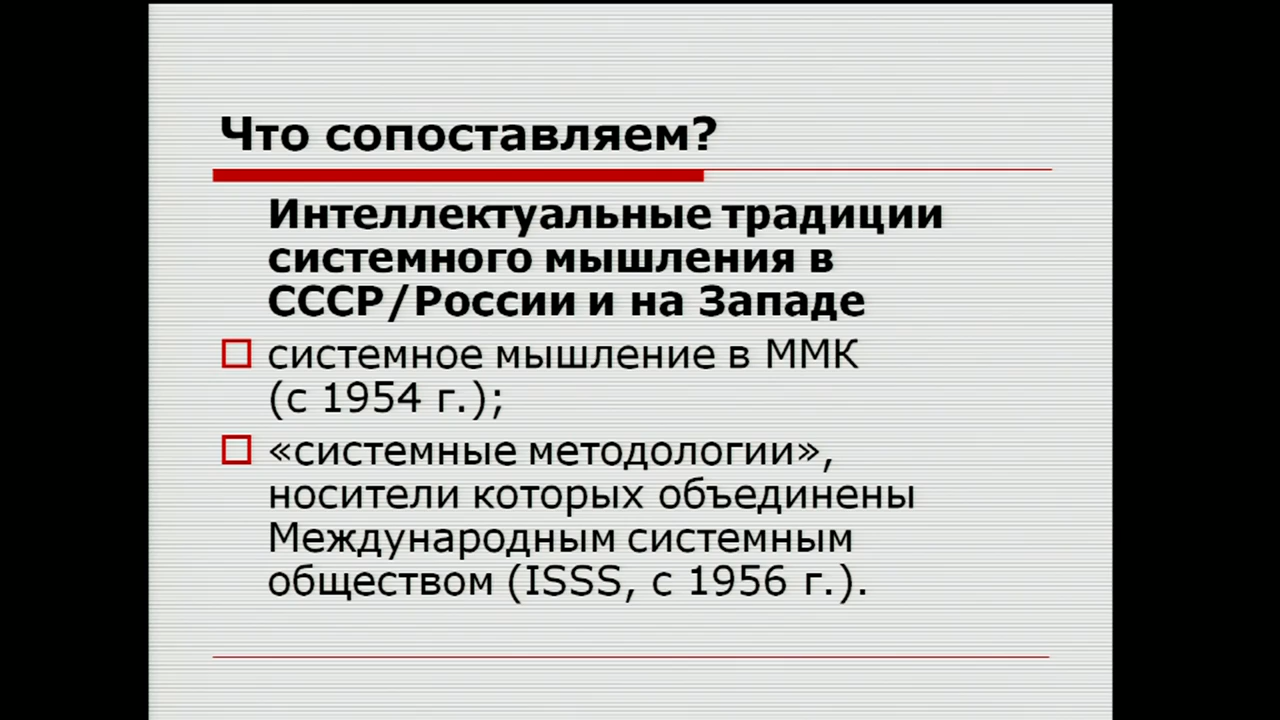 Что сопоставляем?
Интеллектуальные традиции
системного мышления в
СССР/России и на Западе
системное мышление в ММК
(с 1954 г.);
«системные методологии»,
носители которых объединены
Международным системным
обществом (ISSS, с 1956 г.).